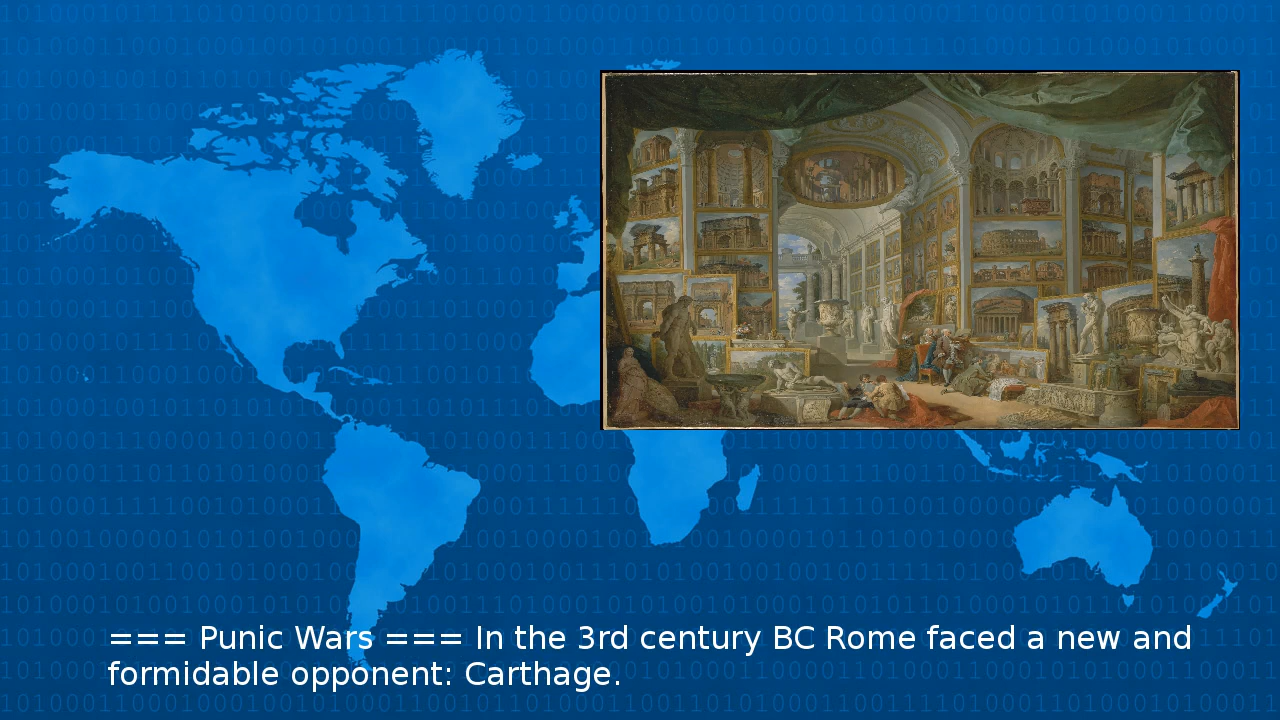 === Punic Wars === In the 3rd century BC Rome faced a new and
formidable opponent: Carthage.